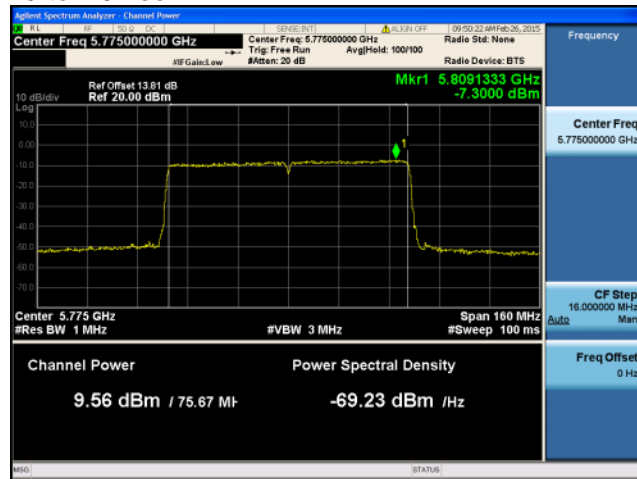 Agilent Spectrum Analyzer - Channel Power
RL RF 50 Ω DC SENSE:INT ALIGN OFF 09:50:22 AM Feb 26, 2015
Center Freq 5.775000000 GHz
Center Freq: 5.775000000 GHz
Radio Std: None
Trig: Free Run Avg|Hold: 100/100
#IFGain:Low #Atten: 20 dB Radio Device: BTS
Frequency
Ref Offset 13.81 dB
Mkr1 5.8091333 GHz
10 dB/div Ref 20.00 dBm -7.3000 dBm
Log
10.0
0.00
-10.0
-20.0
-30.0
-40.0
-50.0
-60.0
-70.0
1
Center Freq
5.775000000 GHz
Center 5.775 GHz Span 160 MHz
#Res BW 1 MHz #VBW 3 MHz #Sweep 100 ms
CF Step
16.000000 MHz
Auto Man
Channel Power Power Spectral Density
9.56 dBm / 75.67 MH -69.23 dBm /Hz
Freq Offset
0 Hz
MSG STATUS